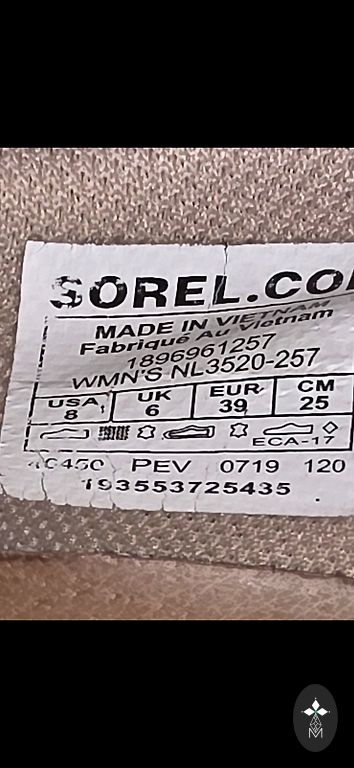 SOREL.CO
MADE IN VIETNAM
Fabriqué Au Vietnam
1896961257
WMN'S NL3520-257
USA UK EUR CM
8 6 39 25
ECA-17
PEV 0719 120
193553725435
M